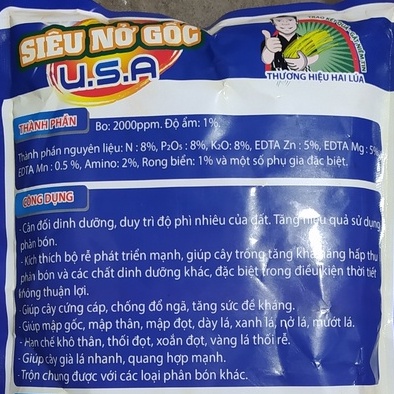 SIÊU NỞ GỐC
U.S.A
TRAO KẾT QUẢ NIỀM TIN
THƯƠNG HIỆU HAI LÚA
THÀNH PHẦN
Bo: 2000ppm. Độ ẩm: 1%.
Thành phần nguyên liệu: N : 8%, P₂O₅ : 8%, K₂O: 8%, EDTA Zn : 5%, EDTA Mg : 5%
EDTA Mn : 0.5 %, Amino: 2%, Rong biển: 1% và một số phụ gia đặc biệt.
CÔNG DỤNG
- Cân đối dinh dưỡng, duy trì độ phì nhiêu của đất. Tăng hiệu quả sử dụng
phân bón.
- Kích thích bộ rễ phát triển mạnh, giúp cây trồng tăng khả năng hấp thu
phân bón và các chất dinh dưỡng khác, đặc biệt trong điều kiện thời tiết
không thuận lợi.
- Giúp cây cứng cáp, chống đổ ngã, tăng sức đề kháng.
- Giúp mập gốc, mập thân, mập đọt, dày lá, xanh lá, nở lá, mướt lá.
- Hạn chế khô thân, thối đọt, xoắn đọt, vàng lá thối rễ.
- Giúp cây già lá nhanh, quang hợp mạnh.
- Trộn chung được với các loại phân bón khác.